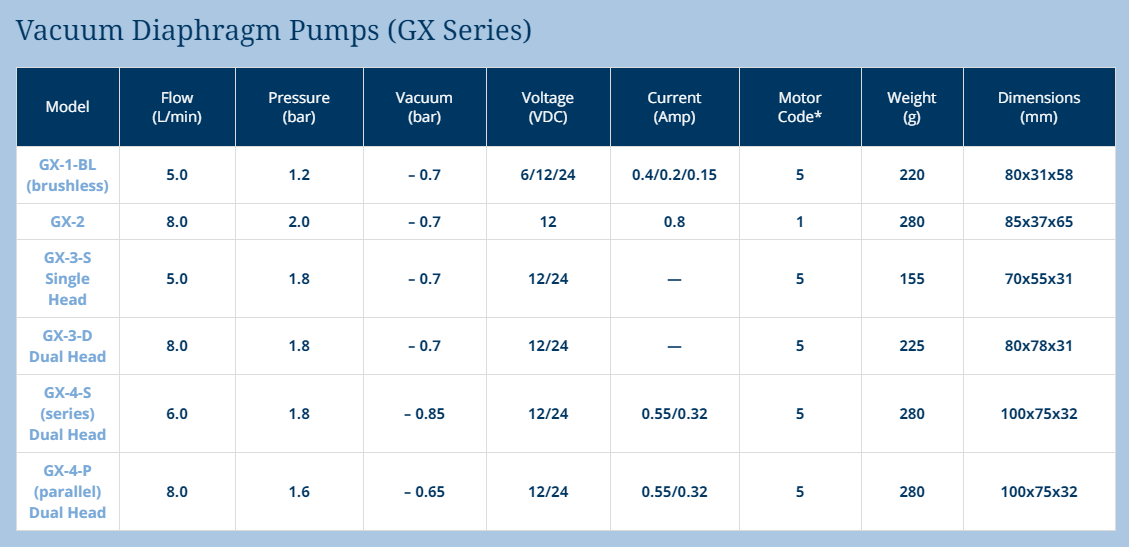 Vacuum Diaphragm Pumps (GX Series)
Model Flow (L/min) Pressure (bar) Vacuum (bar) Voltage (VDC) Current (Amp) Motor Code* Weight (g) Dimensions (mm)
GX-1-BL (brushless) 5.0 1.2 – 0.7 6/12/24 0.4/0.2/0.15 5 220 80x31x58
GX-2 8.0 2.0 – 0.7 12 0.8 1 280 85x37x65
GX-3-S Single Head 5.0 1.8 – 0.7 12/24 — 5 155 70x55x31
GX-3-D Dual Head 8.0 1.8 – 0.7 12/24 — 5 225 80x78x31
GX-4-S (series) Dual Head 6.0 1.8 – 0.85 12/24 0.55/0.32 5 280 100x75x32
GX-4-P (parallel) Dual Head 8.0 1.6 – 0.65 12/24 0.55/0.32 5 280 100x75x32